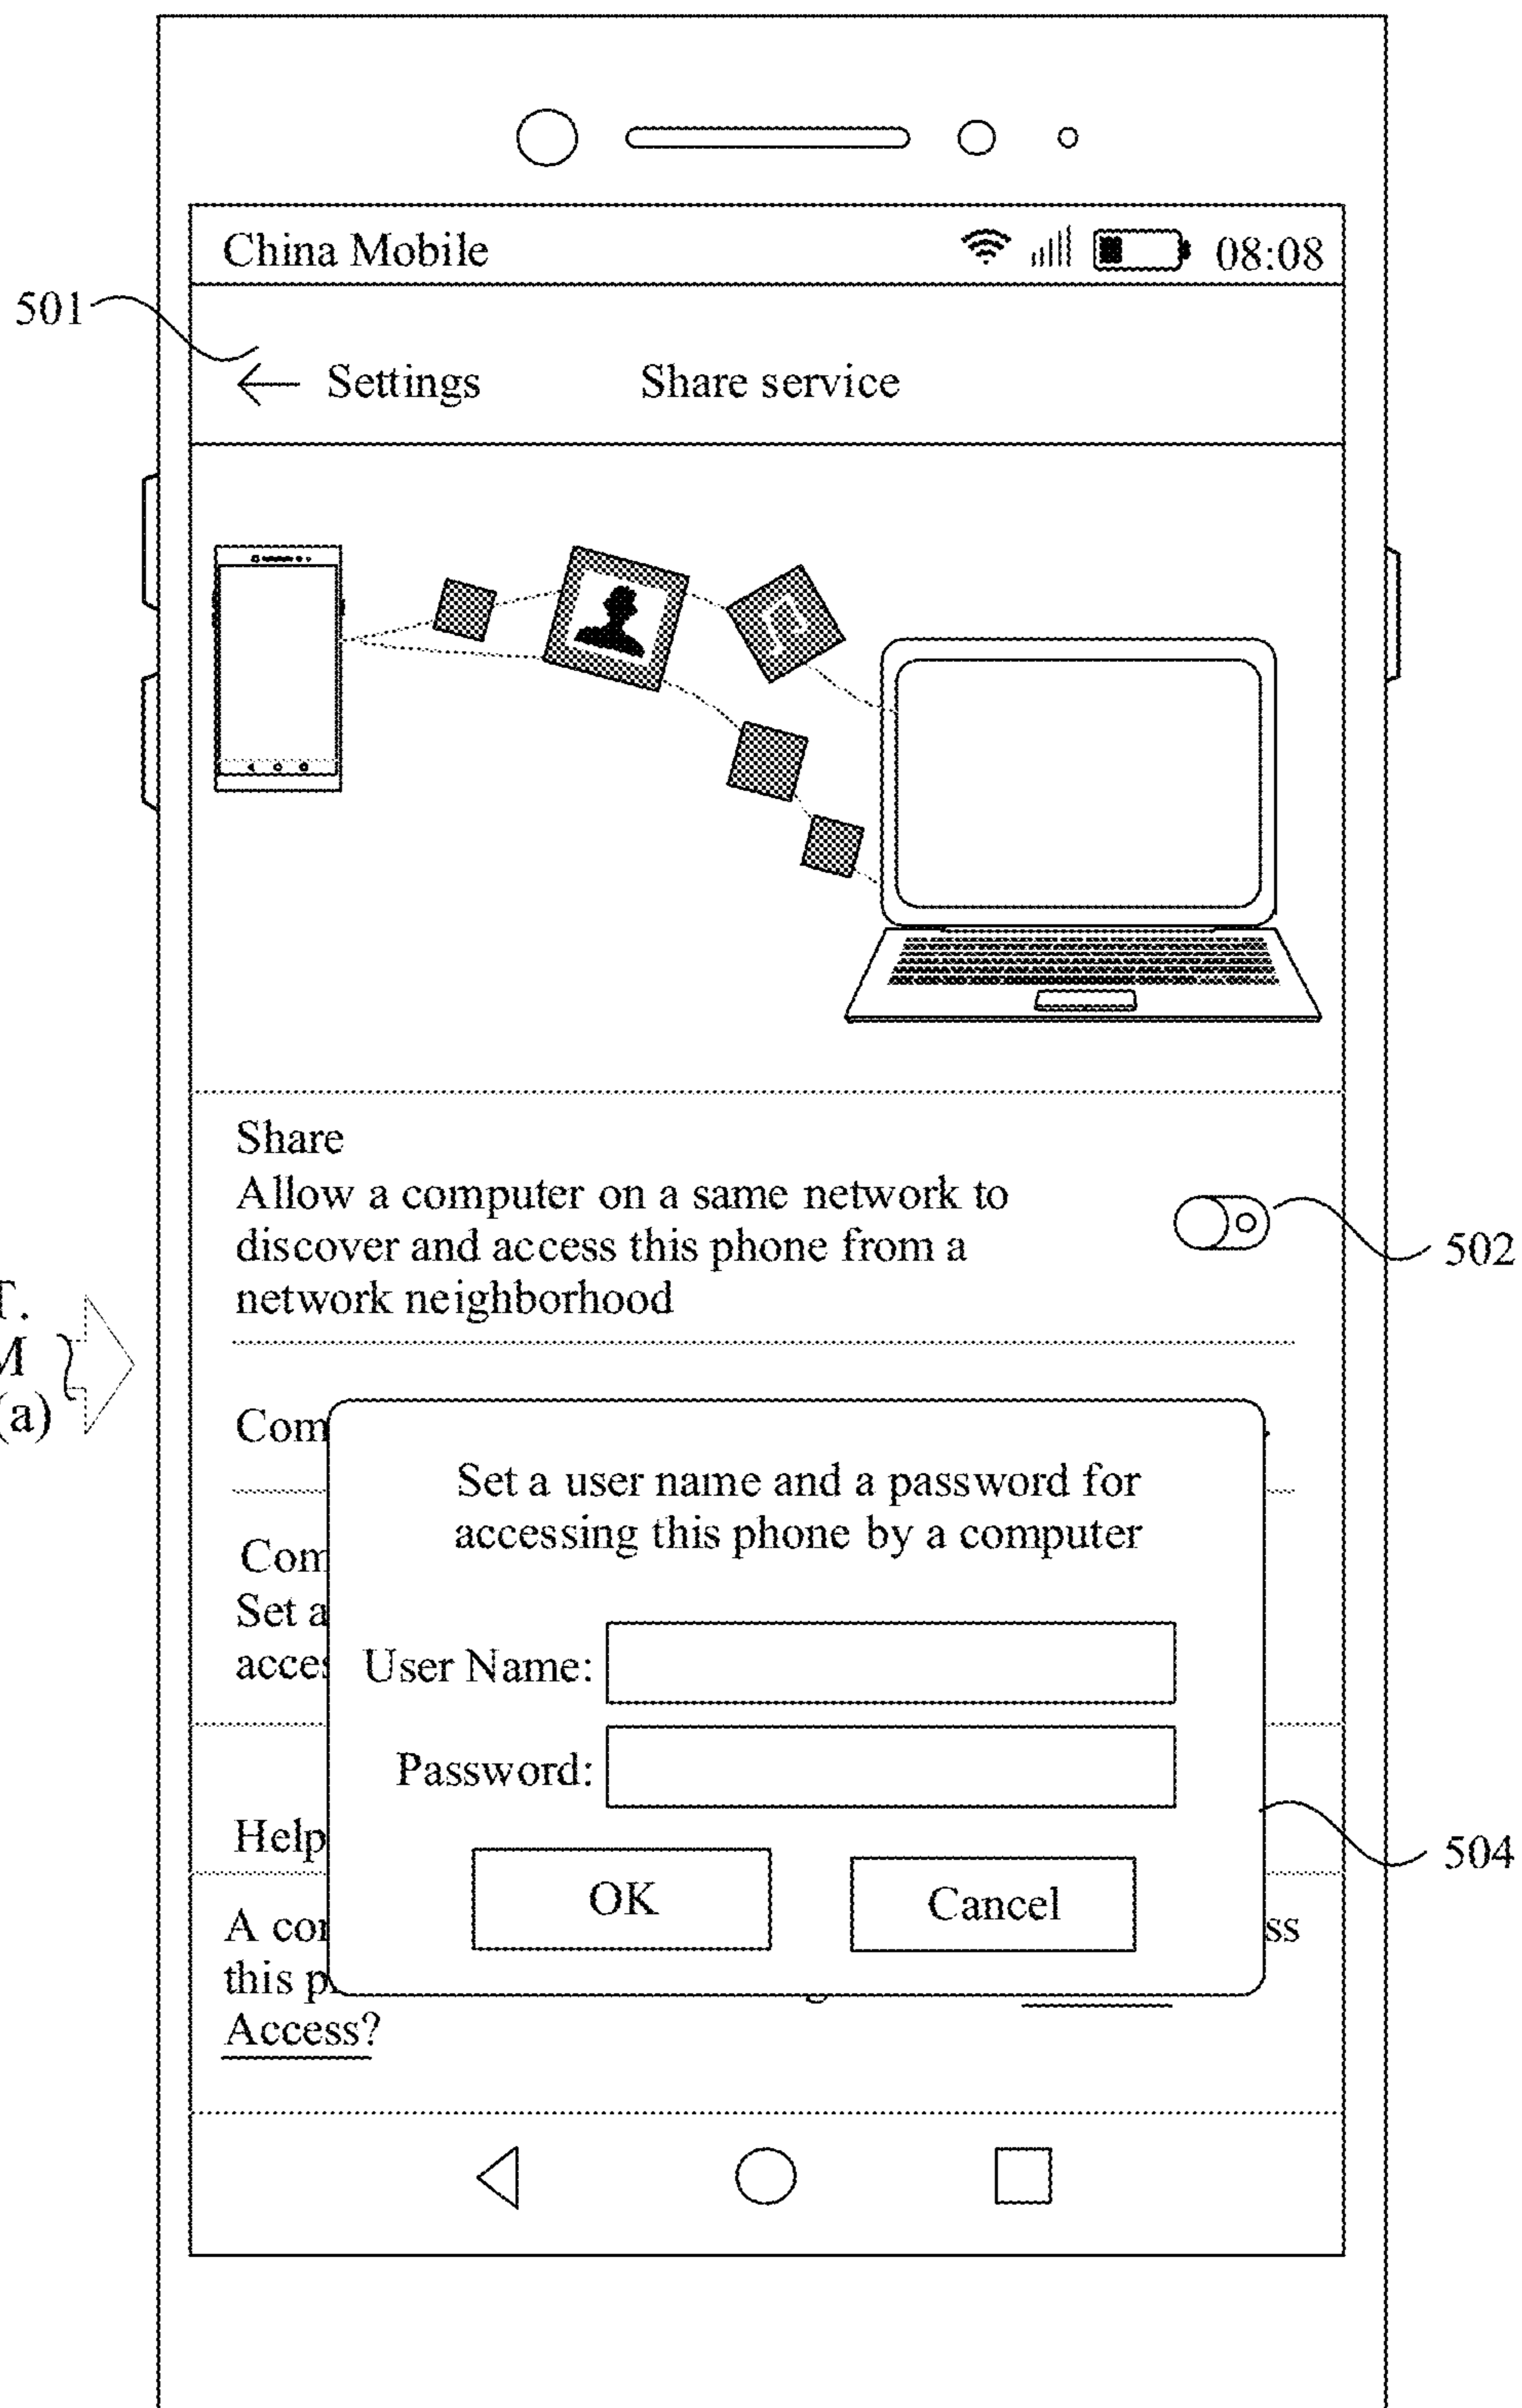 China Mobile 08:08
501
Settings Share service
Share
Allow a computer on a same network to
discover and access this phone from a
network neighborhood
502
T.
(a)
Com
Set a user name and a password for
accessing this phone by a computer
Com
Set a
acces
User Name:
Password:
Help
504
OK Cancel
A con
ss
this p
Access?